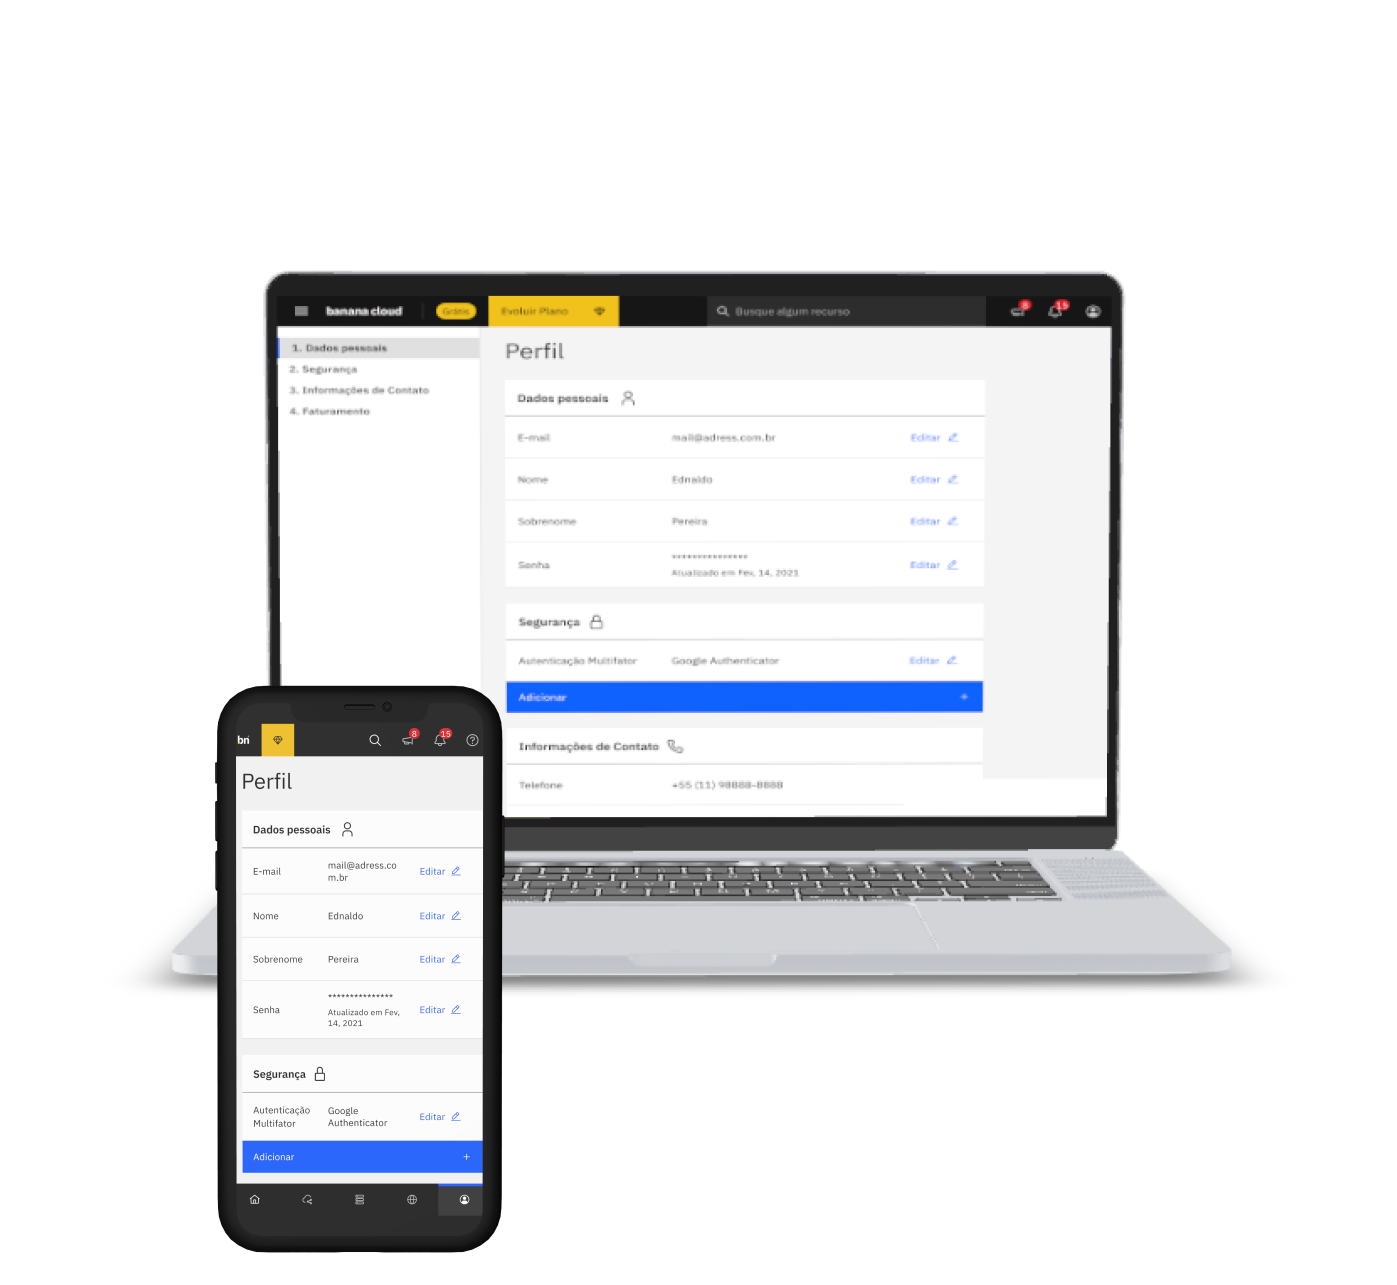 banana cloud
Grátis
Evoluir Plano
Busque algum recurso
8
15
1. Dados pessoais
2. Segurança
3. Informações de Contato
4. Faturamento
Perfil
Dados pessoais
E-mail mail@adress.com.br Editar
Nome Ednaldo Editar
Sobrenome Pereira Editar
Senha *************** Editar
Atualizado em Fev, 14, 2021
Segurança
Autenticação Multifator Google Authenticator Editar
Adicionar +
Informações de Contato
Telefone +55 (11) 98888-8888
bn
8
15
Perfil
Dados pessoais
E-mail mail@adress.co Editar
m.br
Nome Ednaldo Editar
Sobrenome Pereira Editar
***************
Senha Atualizado em Fev, Editar
14, 2021
Segurança
Autenticação Google Editar
Multifator Authenticator
Adicionar +